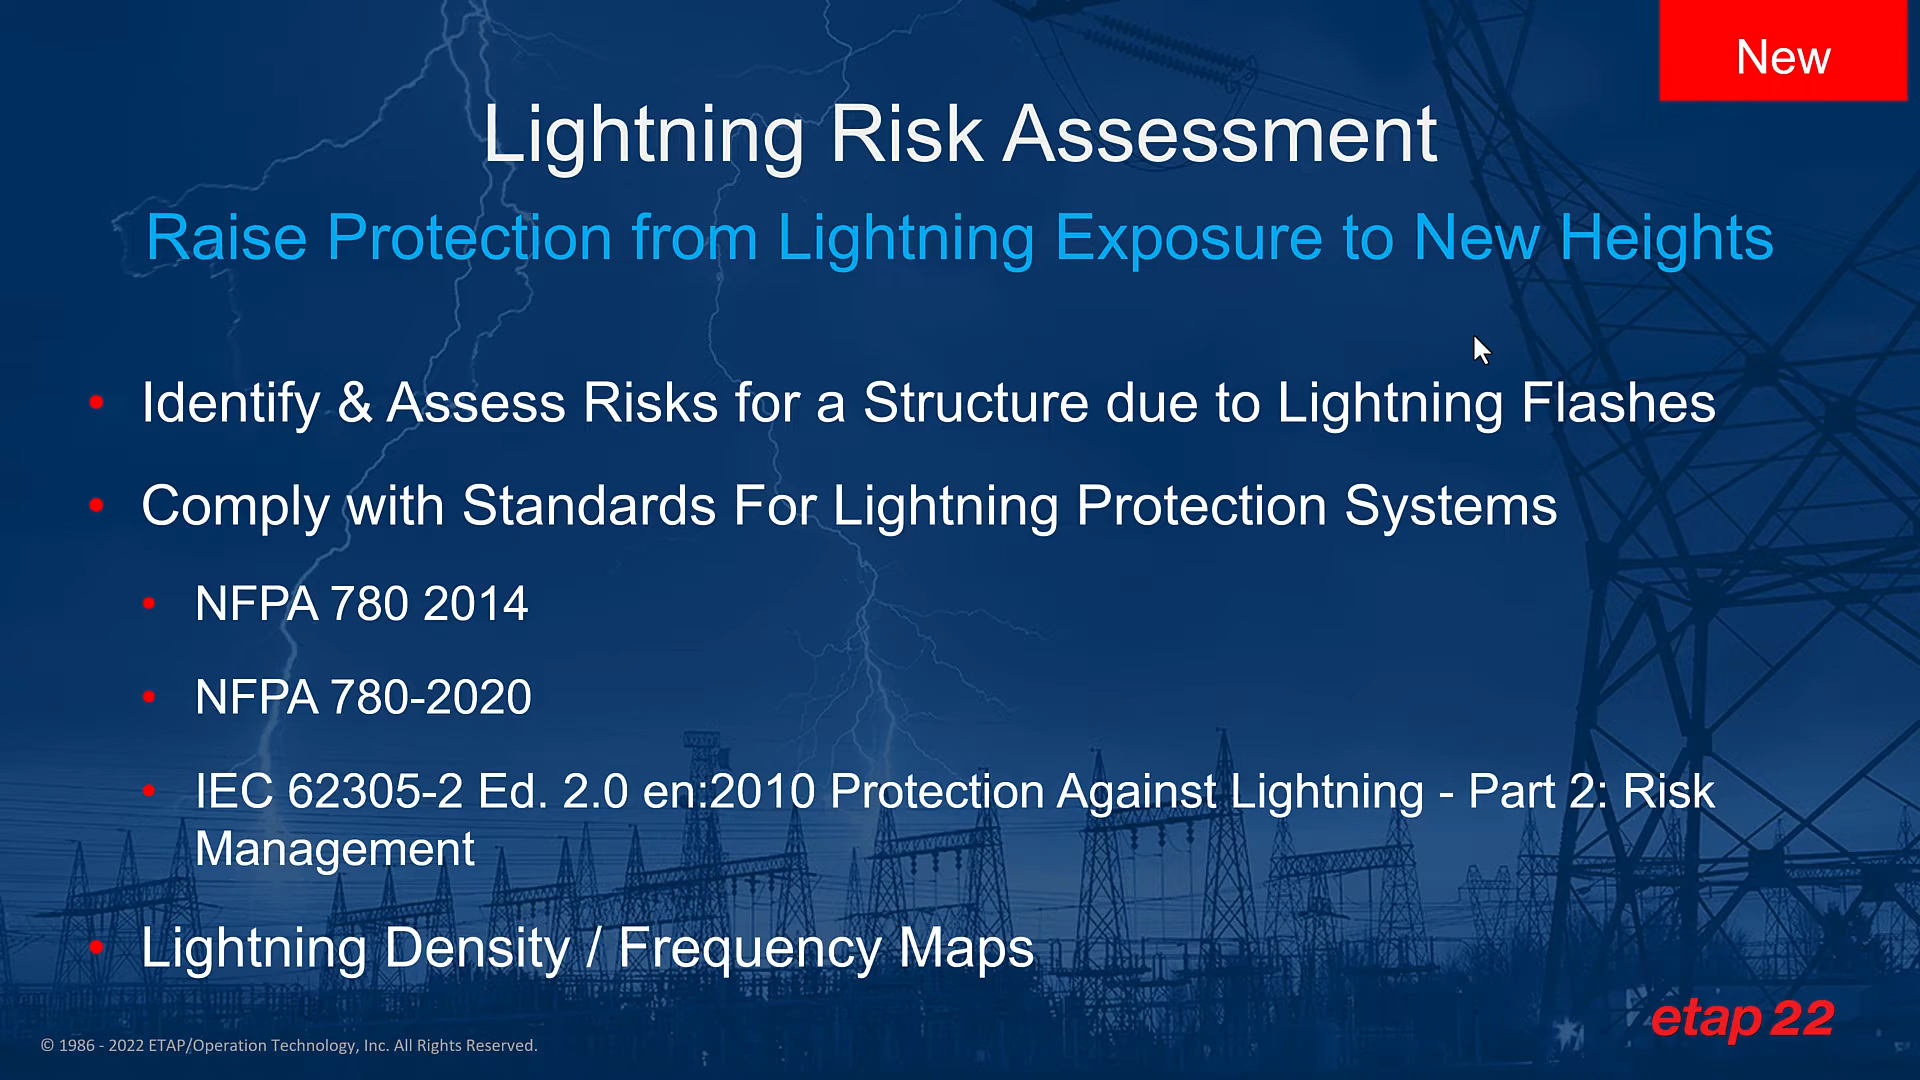 New
Lightning Risk Assessment
Raise Protection from Lightning Exposure to New Heights
• Identify & Assess Risks for a Structure due to Lightning Flashes
• Comply with Standards For Lightning Protection Systems
• NFPA 780 2014
• NFPA 780-2020
• IEC 62305-2 Ed. 2.0 en:2010 Protection Against Lightning - Part 2: Risk
Management
• Lightning Density / Frequency Maps
etap 22
© 1986 - 2022 ETAP/Operation Technology, Inc. All Rights Reserved.